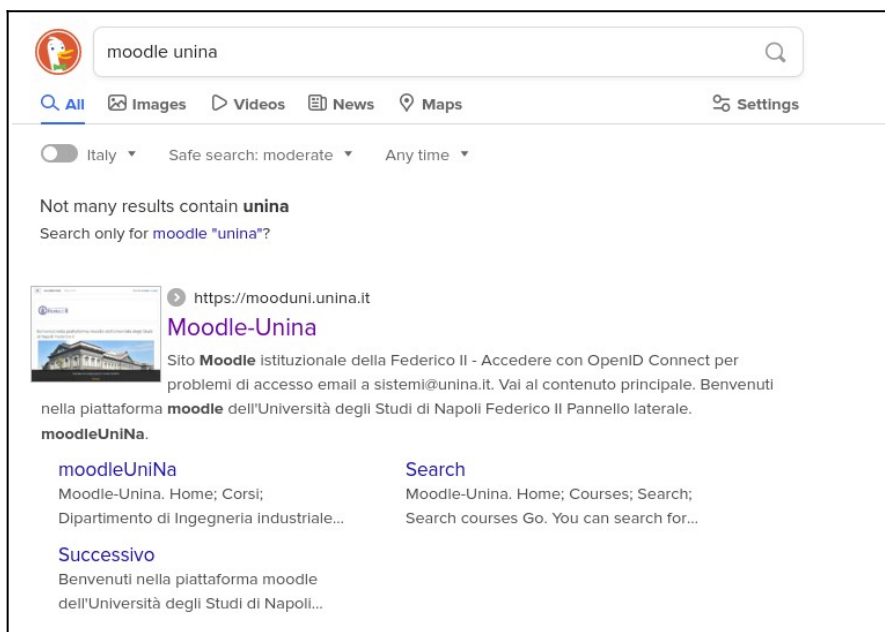 moodle unina
All Images Videos News Maps Settings
Italy Safe search: moderate Any time
Not many results contain unina
Search only for moodle "unina"?
https://mooduni.unina.it
Moodle-Unina
Sito Moodle istituzionale della Federico II - Accedere con OpenID Connect per
problemi di accesso email a sistemi@unina.it. Vai al contenuto principale. Benvenuti
nella piattaforma moodle dell'Università degli Studi di Napoli Federico II Pannello laterale.
moodleUniNa.
moodleUniNa
Moodle-Unina. Home; Corsi;
Dipartimento di Ingegneria industriale...
Search
Moodle-Unina. Home; Courses; Search;
Search courses Go. You can search for...
Successivo
Benvenuti nella piattaforma moodle
dell'Università degli Studi di Napoli...